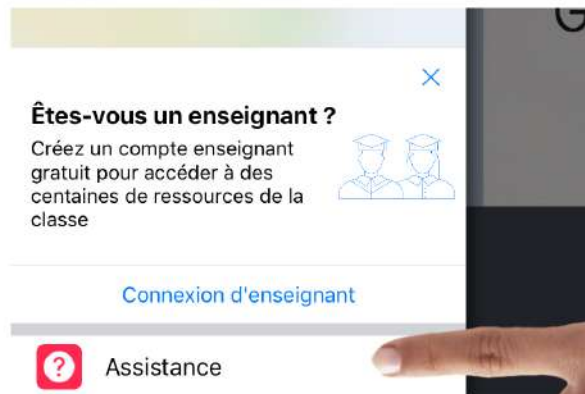 Êtes-vous un enseignant ?
Créez un compte enseignant
gratuit pour accéder à des
centaines de ressources de la
classe
Connexion d'enseignant
Assistance